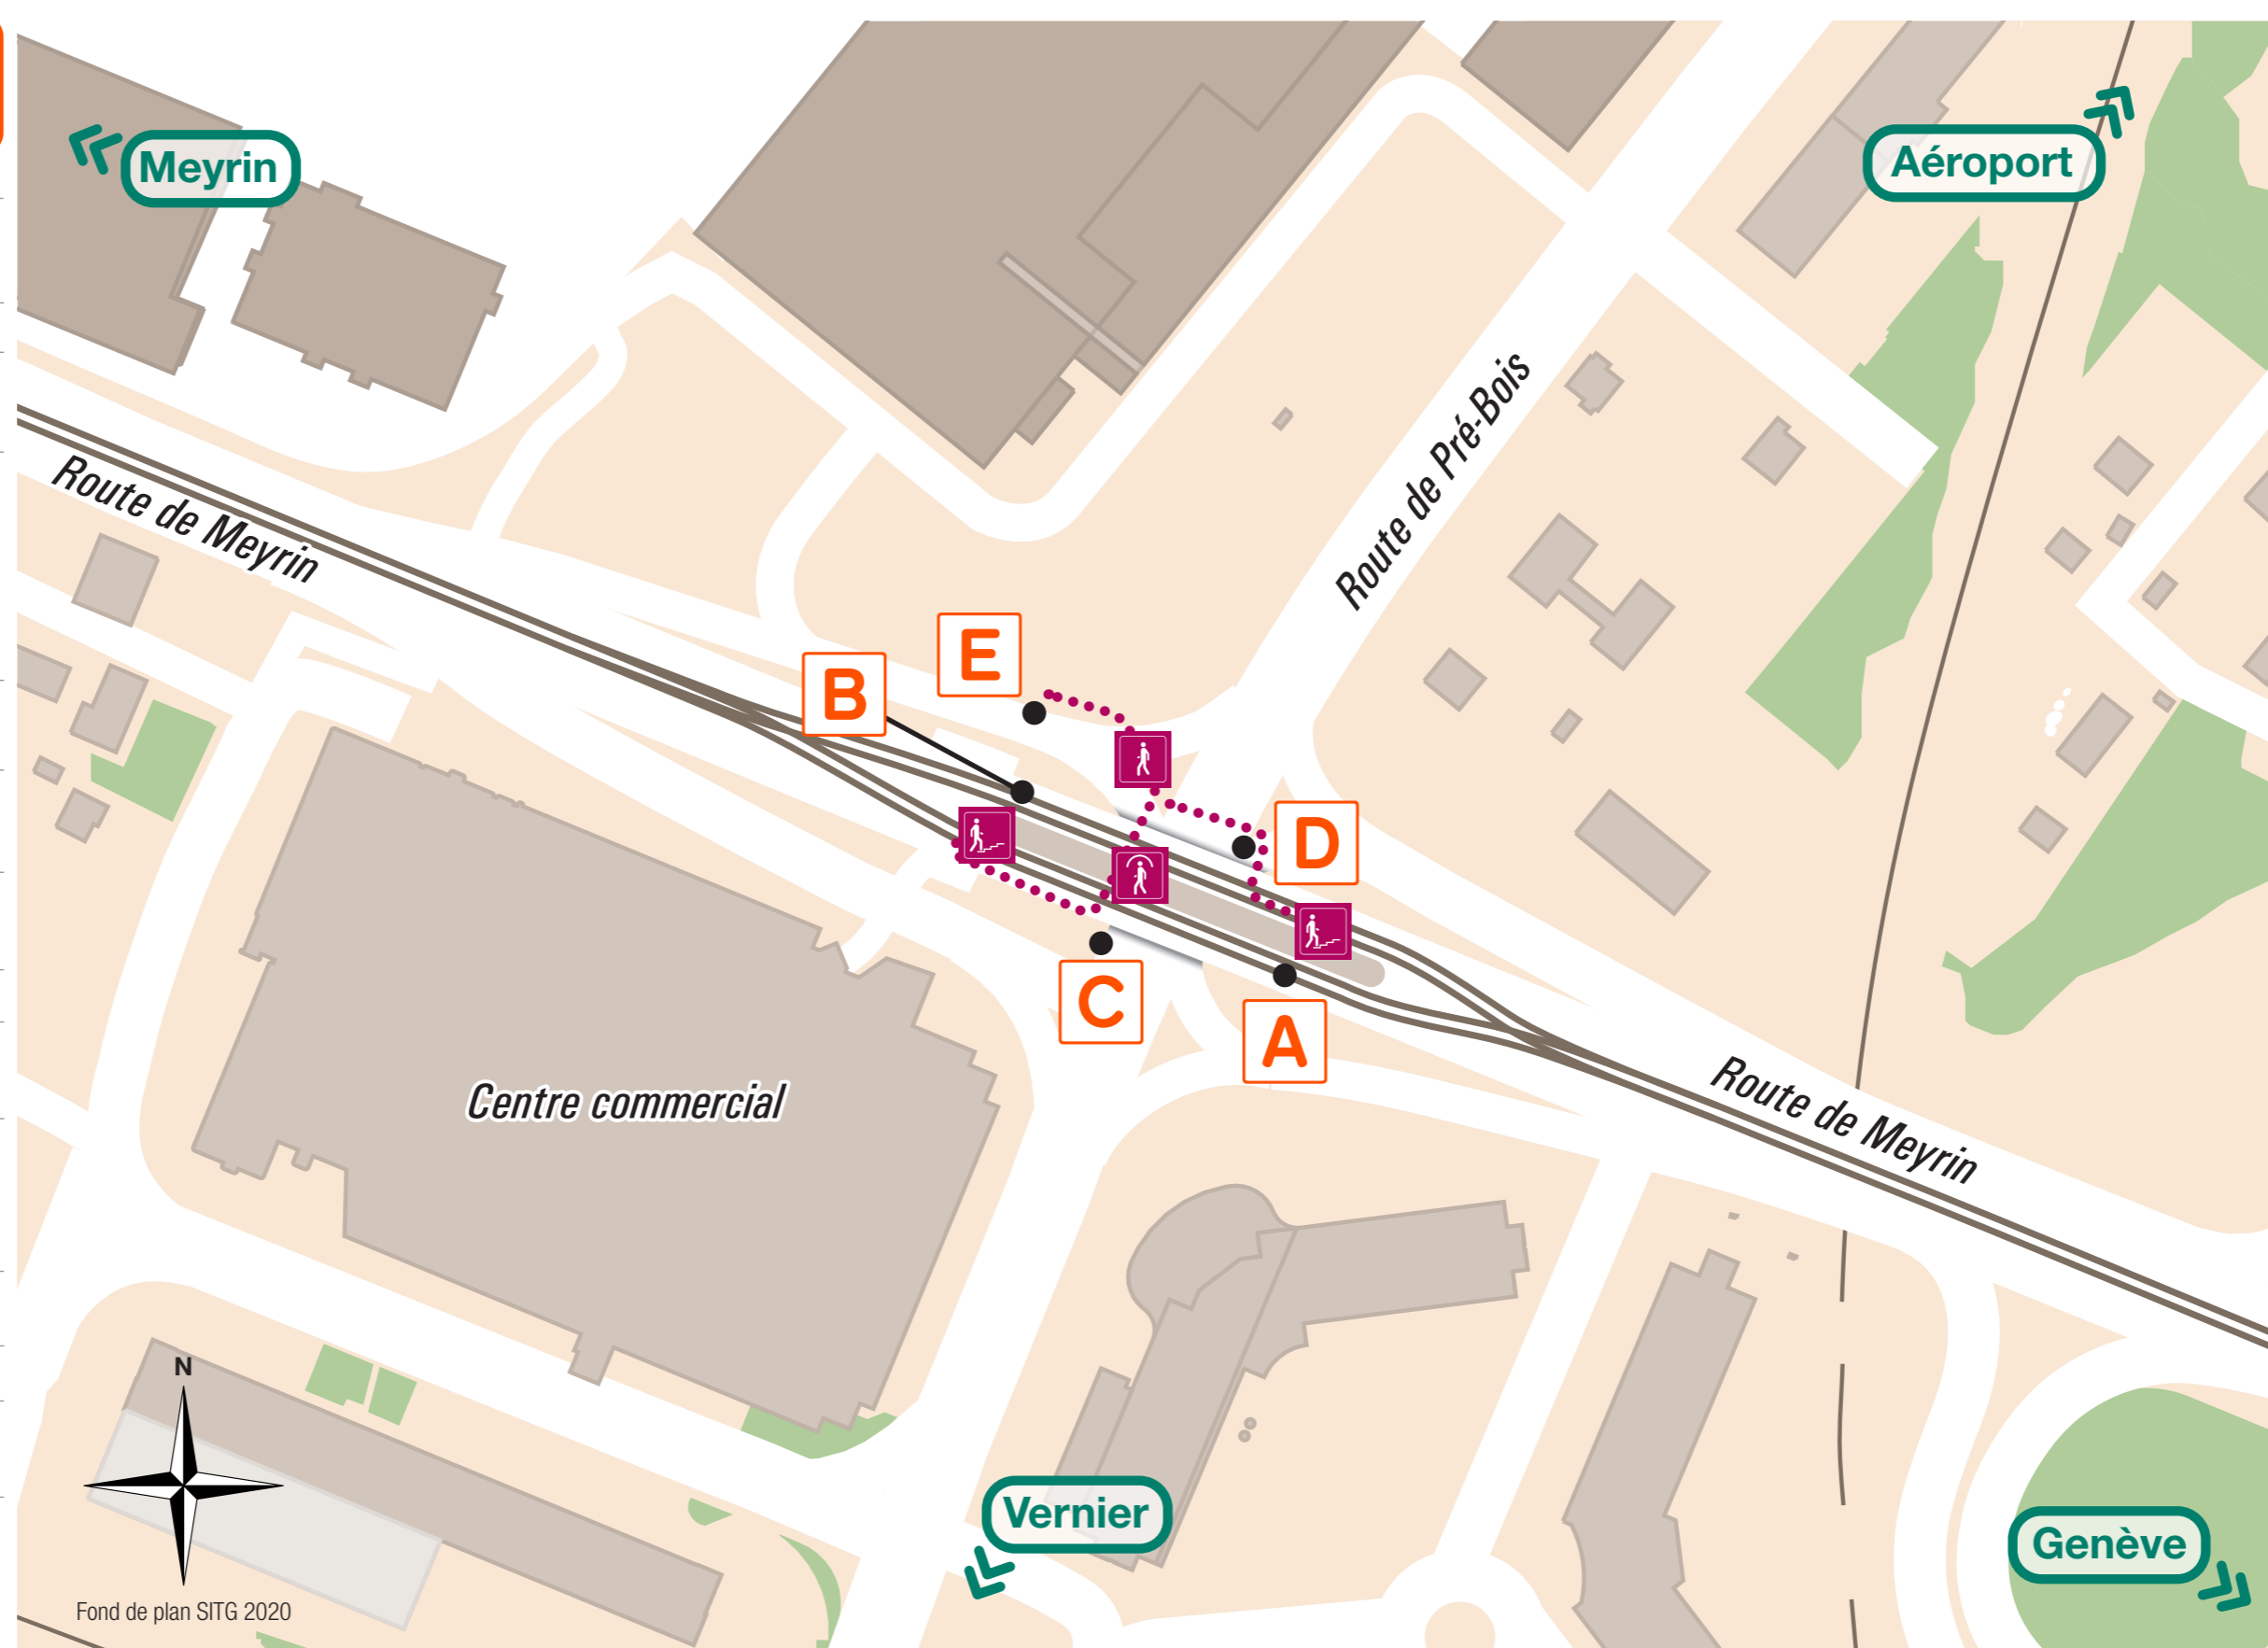 Meyrin
Aéroport
Route de Pré-Bois
Route de Meyrin
E
B
D
C
A
Route de Meyrin
Centre commercial
N
Vernier
Genève
Fond de plan SITG 2020